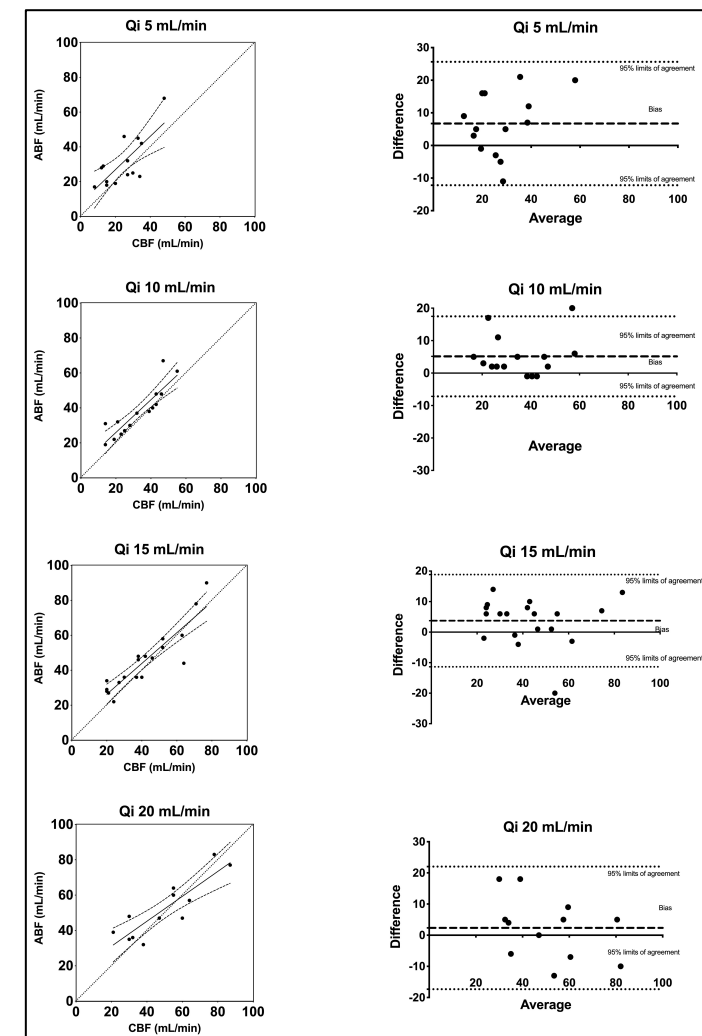 Qi 5 mL/min
100
80
60
40
20
0
ABF (mL/min)
0 20 40 60 80 100
CBF (mL/min)
Qi 5 mL/min
30
20
10
0
-10
-20
Difference
95% limits of agreement
Bias
95% limits of agreement
20 40 60 80 100
Average
Qi 10 mL/min
100
80
60
40
20
0
ABF (mL/min)
0 20 40 60 80 100
CBF (mL/min)
Qi 10 mL/min
20
10
0
-10
-20
-30
Difference
95% limits of agreement
Bias
95% limits of agreement
20 40 60 80 100
Average
Qi 15 mL/min
100
80
60
40
20
0
ABF (mL/min)
0 20 40 60 80 100
CBF (mL/min)
Qi 15 mL/min
20
10
0
-10
-20
-30
Difference
95% limits of agreement
Bias
95% limits of agreement
20 40 60 80 100
Average
Qi 20 mL/min
100
80
60
40
20
0
ABF (mL/min)
0 20 40 60 80 100
CBF (mL/min)
Qi 20 mL/min
30
20
10
0
-10
-20
Difference
95% limits of agreement
Bias
95% limits of agreement
20 40 60 80 100
Average